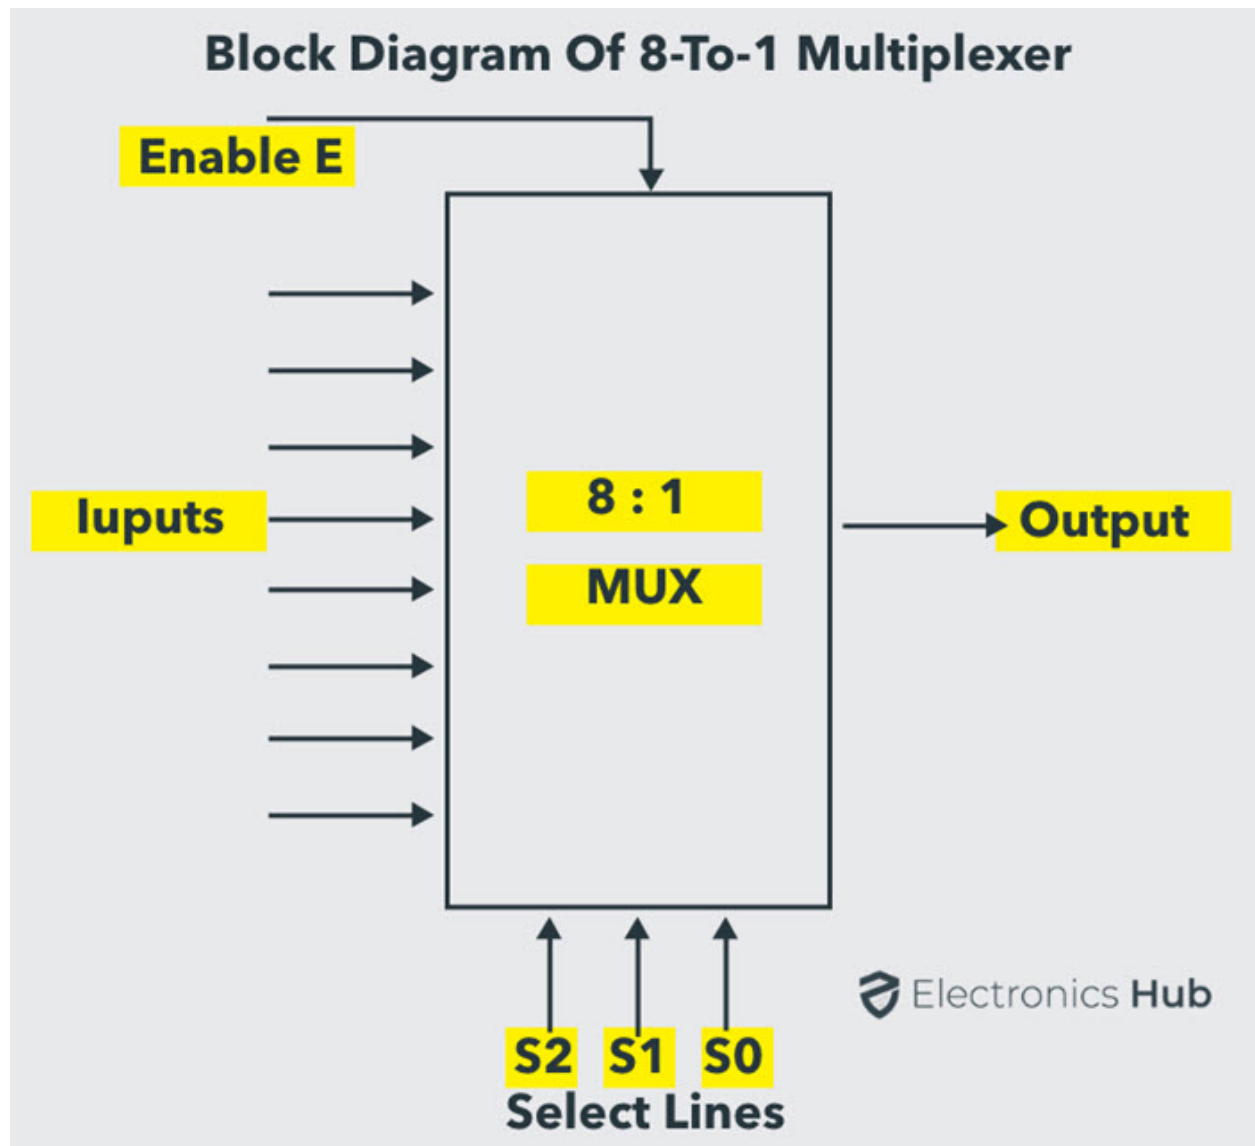 Block Diagram Of 8-To-1 Multiplexer
Enable E
Iuputs
8 : 1
MUX
Output
S2 S1 S0
Select Lines
Electronics Hub